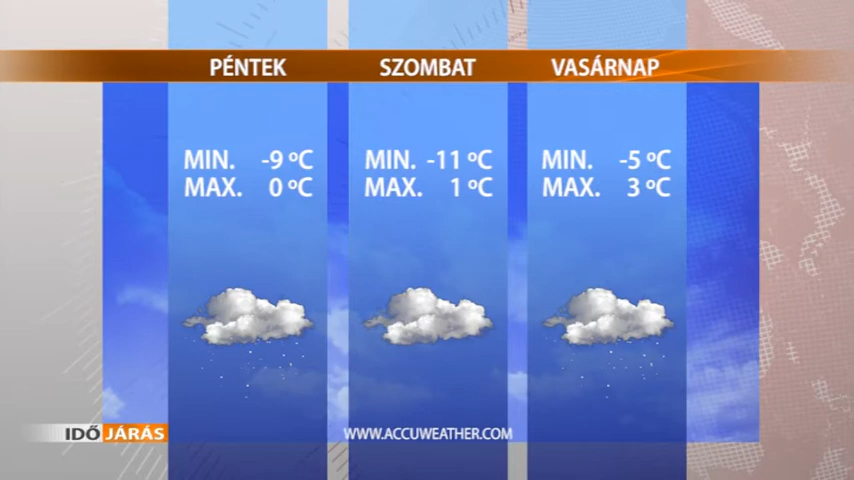 PÉNTEK SZOMBAT VASÁRNAP
MIN. -9 ºC MIN. -11 ºC MIN. -5 ºC
MAX. 0 ºC MAX. 1 ºC MAX. 3 ºC
IDŐJÁRÁS WWW.ACCUWEATHER.COM